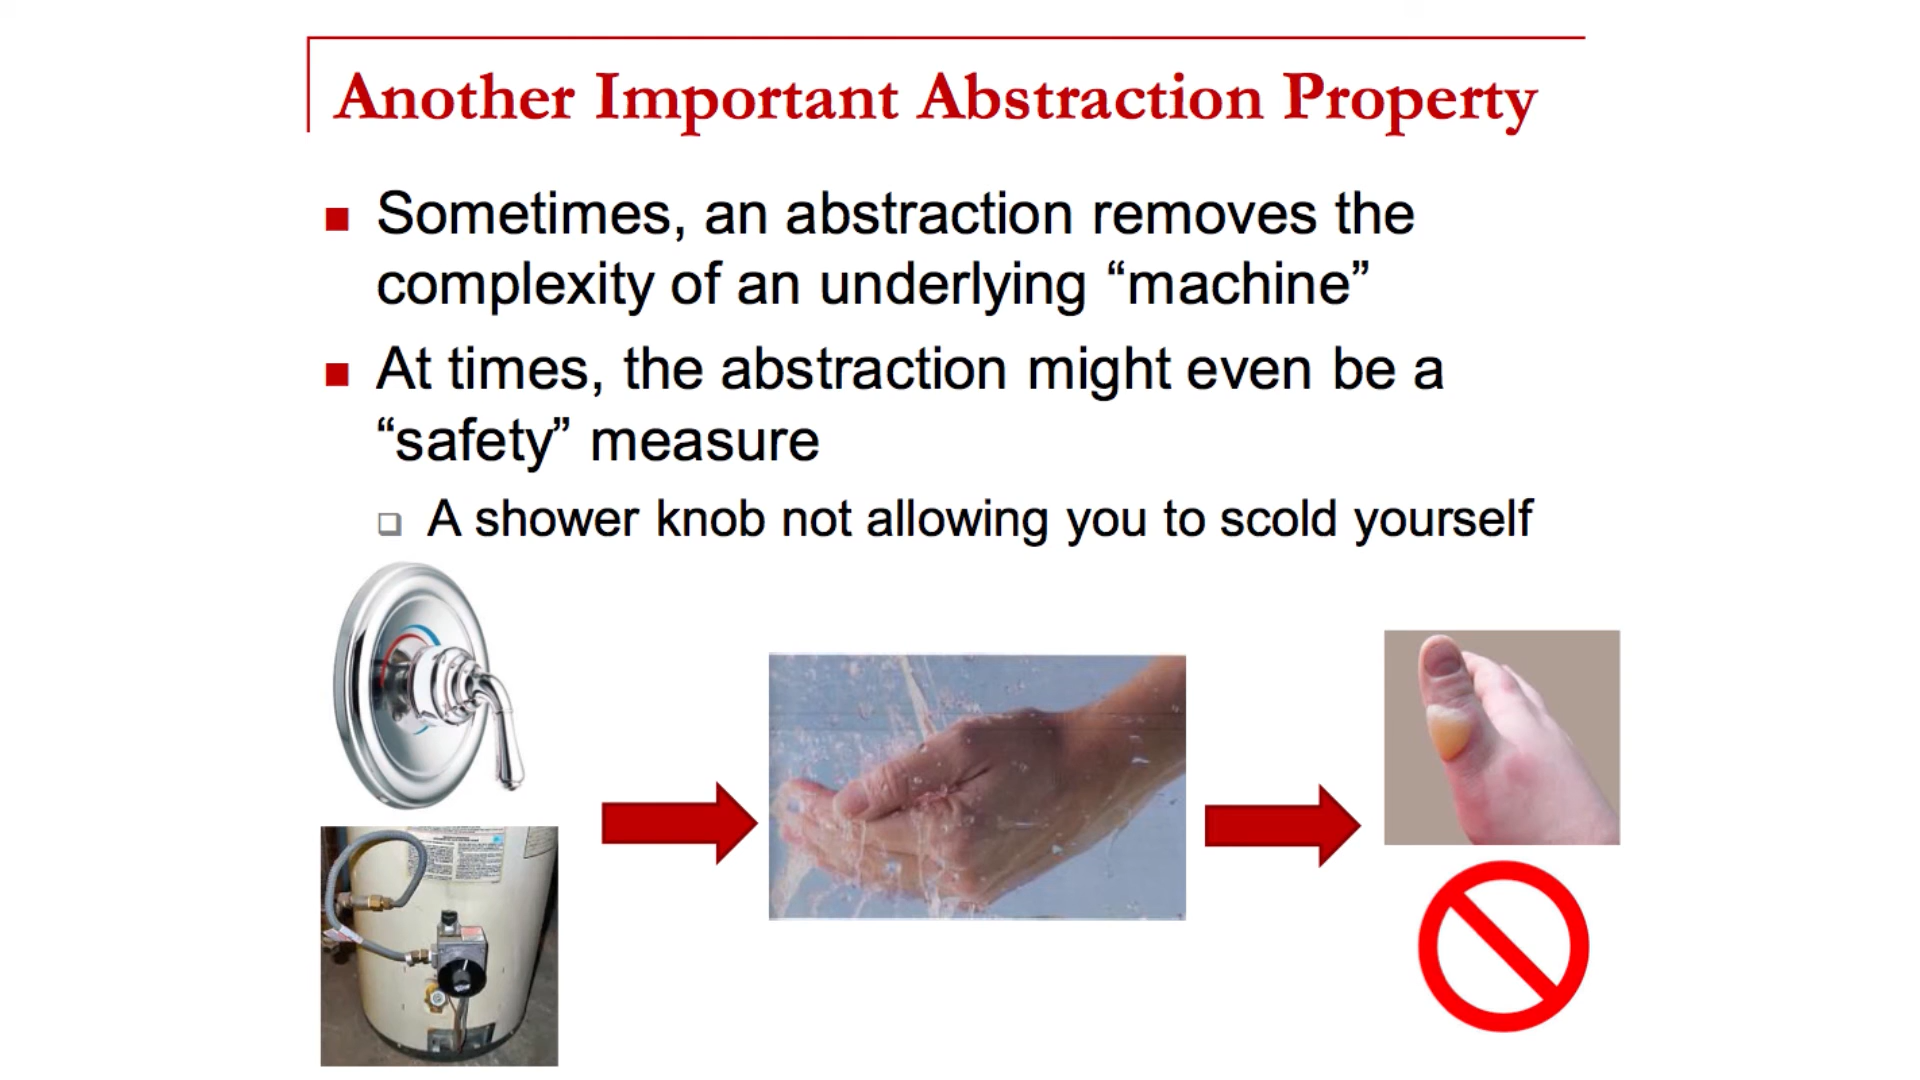 Another Important Abstraction Property
Sometimes, an abstraction removes the
complexity of an underlying “machine”
At times, the abstraction might even be a
“safety” measure
A shower knob not allowing you to scold yourself